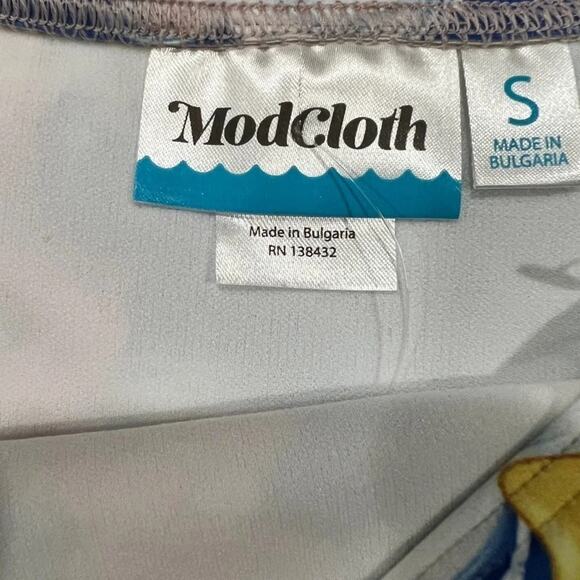 ModCloth
Made in Bulgaria
RN 138432
S
MADE IN
BULGARIA